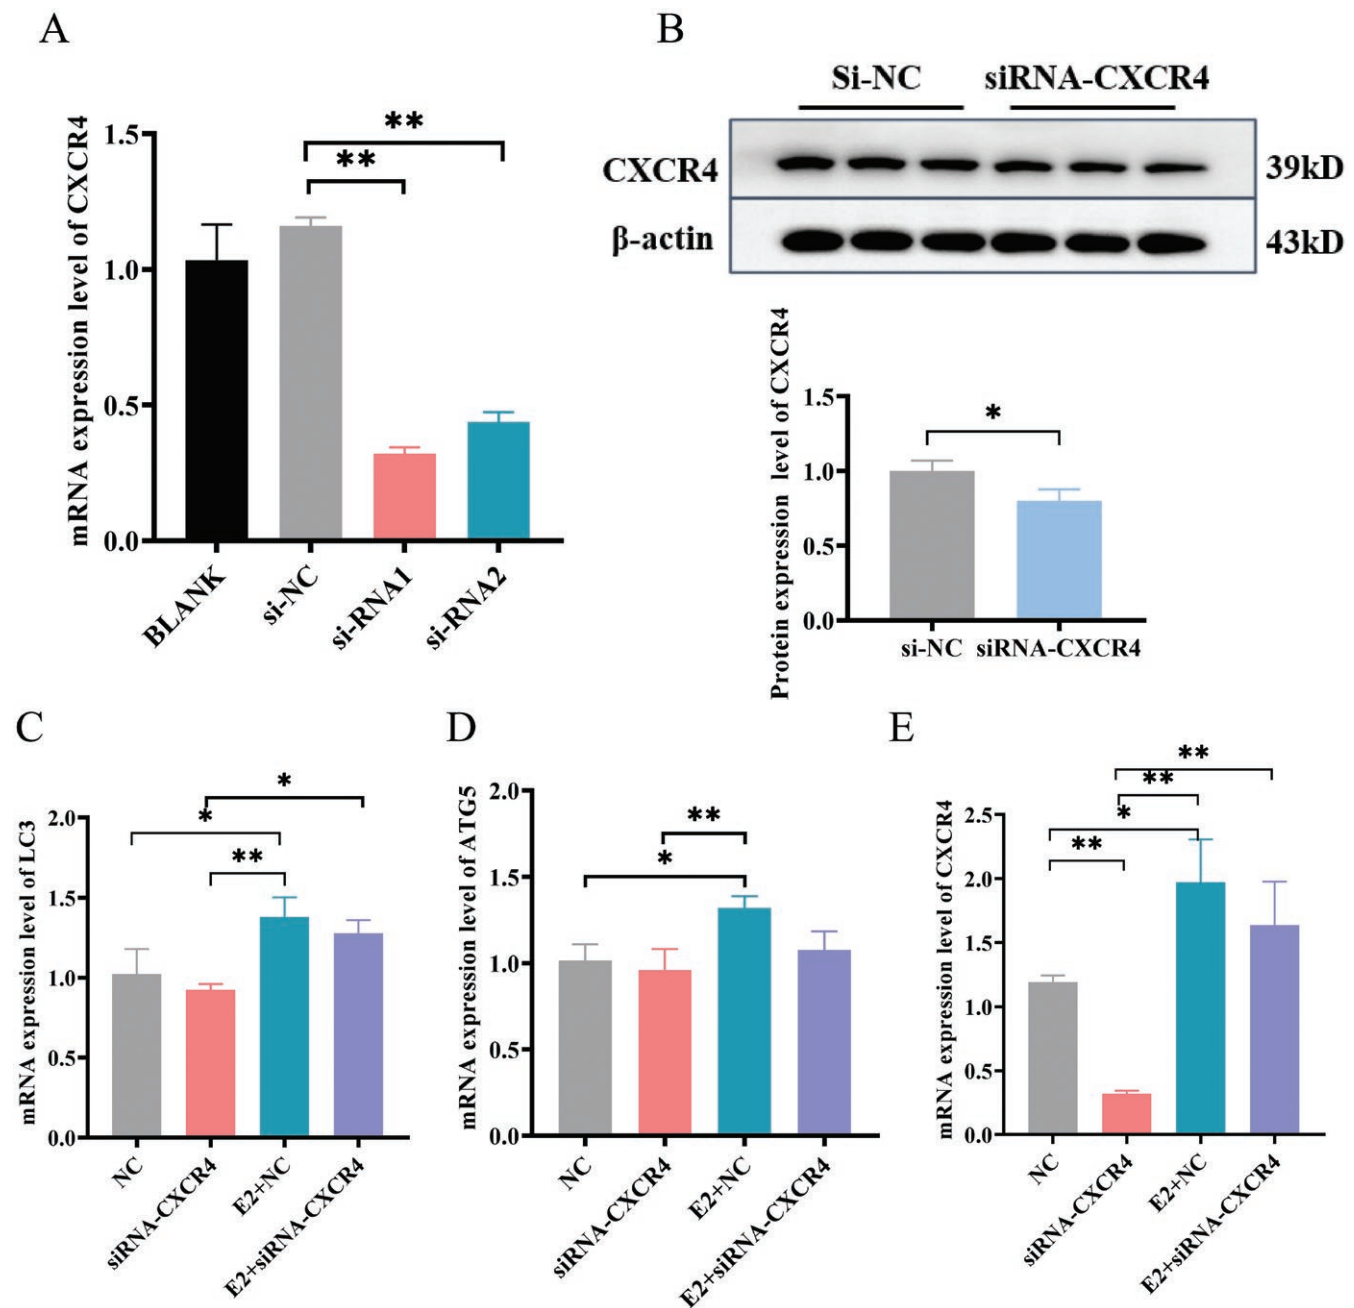 A
mRNA expression level of CXCR4
1.5
1.0
0.5
0.0
**
**
BLANK
si-NC
si-RNA1
si-RNA2
B
Si-NC siRNA-CXCR4
CXCR4 39kD
β-actin 43kD
Protein expression level of CXCR4
1.5
1.0
0.5
0.0
*
si-NC siRNA-CXCR4
C
mRNA expression level of LC3
2.0
1.5
1.0
0.5
0.0
*
*
**
NC
siRNA-CXCR4
E2+NC
E2+siRNA-CXCR4
D
mRNA expression level of ATG5
2.0
1.5
1.0
0.5
0.0
**
*
NC
siRNA-CXCR4
E2+NC
E2+siRNA-CXCR4
E
mRNA expression level of CXCR4
2.5
2.0
1.5
1.0
0.5
0.0
**
**
*
**
NC
siRNA-CXCR4
E2+NC
E2+siRNA-CXCR4